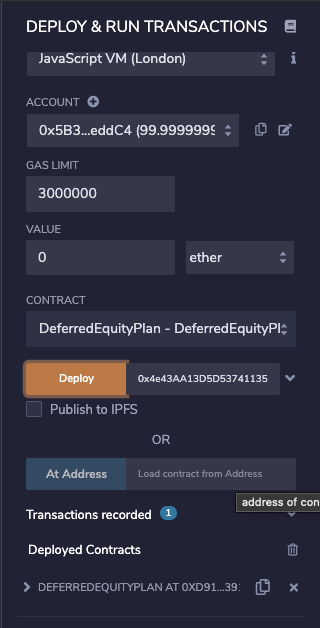 DEPLOY & RUN TRANSACTIONS
JavaScript VM (London)
ACCOUNT
0x5B3...eddC4 (99.9999999
GAS LIMIT
3000000
VALUE
0
ether
CONTRACT
DeferredEquityPlan - DeferredEquityPl
Deploy
0x4e43AA13D5D53741135
Publish to IPFS
OR
At Address
Load contract from Address
address of con
Transactions recorded
1
Deployed Contracts
DEFERREDEQUITYPLAN AT 0XD91...39: